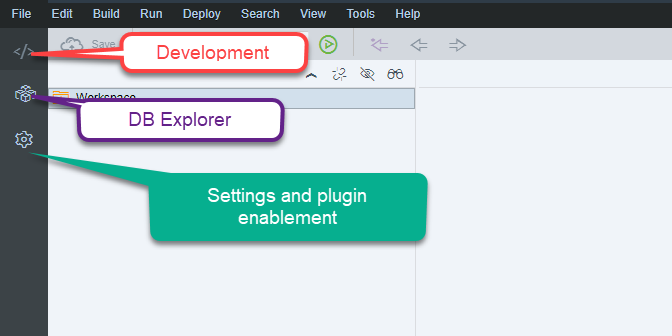 File Edit Build Run Deploy Search View Tools Help
Save
Development
Workspace
DB Explorer
Settings and plugin
enablement